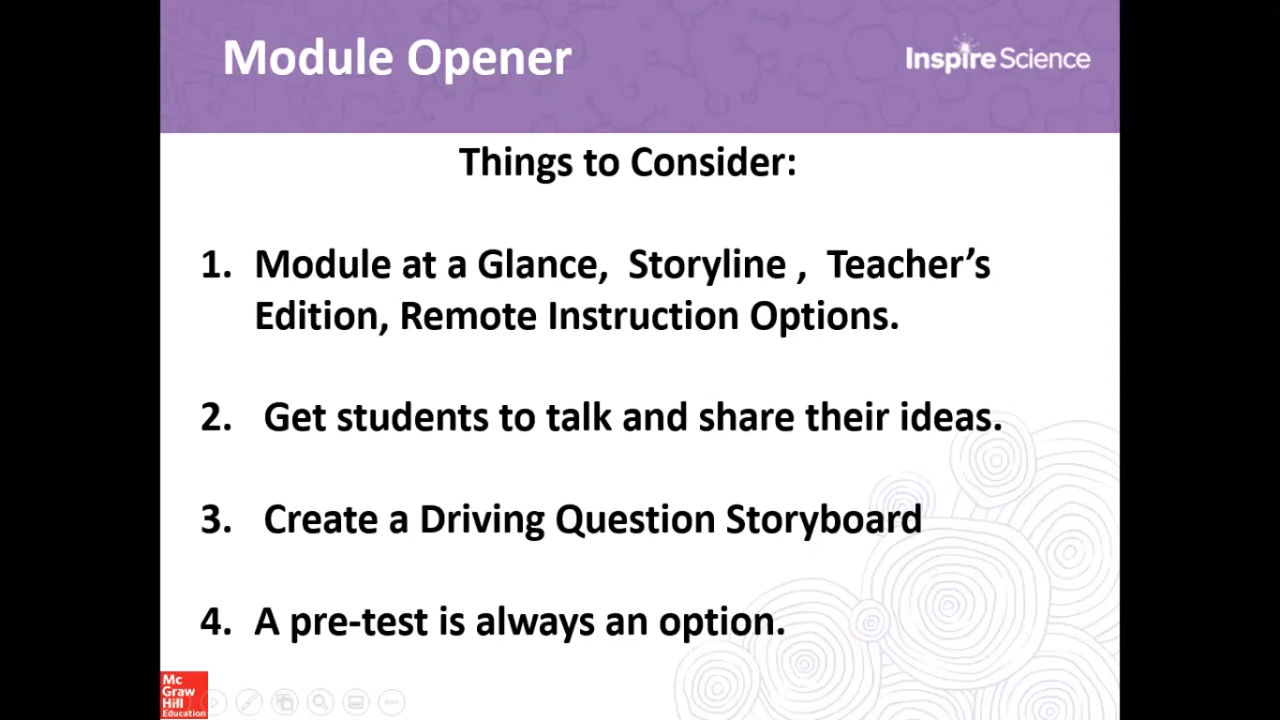 Module Opener
Inspire Science
Things to Consider:
1. Module at a Glance,  Storyline ,  Teacher’s
Edition, Remote Instruction Options.
2.  Get students to talk and share their ideas.
3.  Create a Driving Question Storyboard
4. A pre-test is always an option.
Mc
Graw
Hill
Education